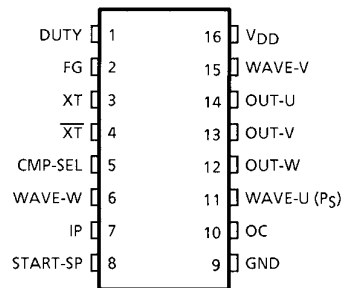 DUTY 1 16 VDD
FG 2 15 WAVE-V
XT 3 14 OUT-U
X̅T̅ 4 13 OUT-V
CMP-SEL 5 12 OUT-W
WAVE-W 6 11 WAVE-U (PS)
IP 7 10 OC
START-SP 8 9 GND